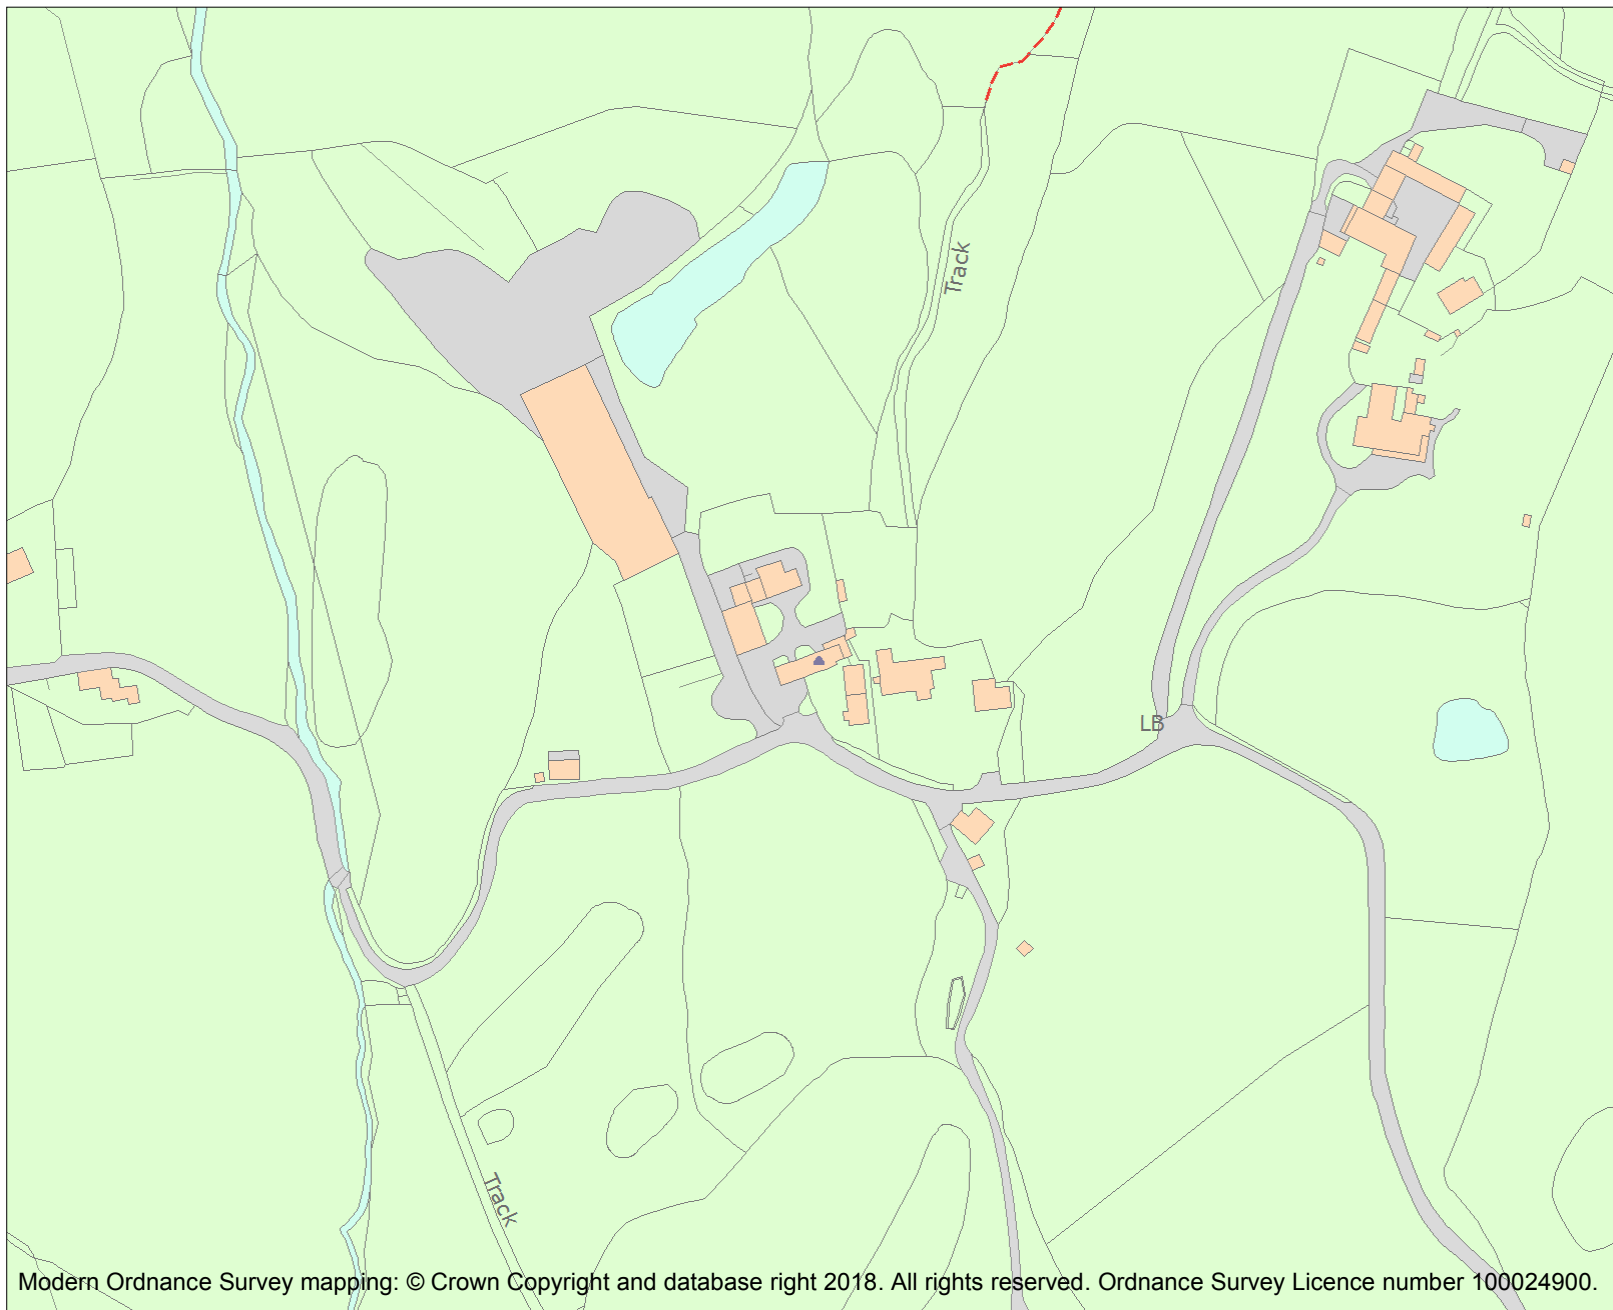 Track
LB
Track
Modern Ordnance Survey mapping: © Crown Copyright and database right 2018. All rights reserved. Ordnance Survey Licence number 100024900.